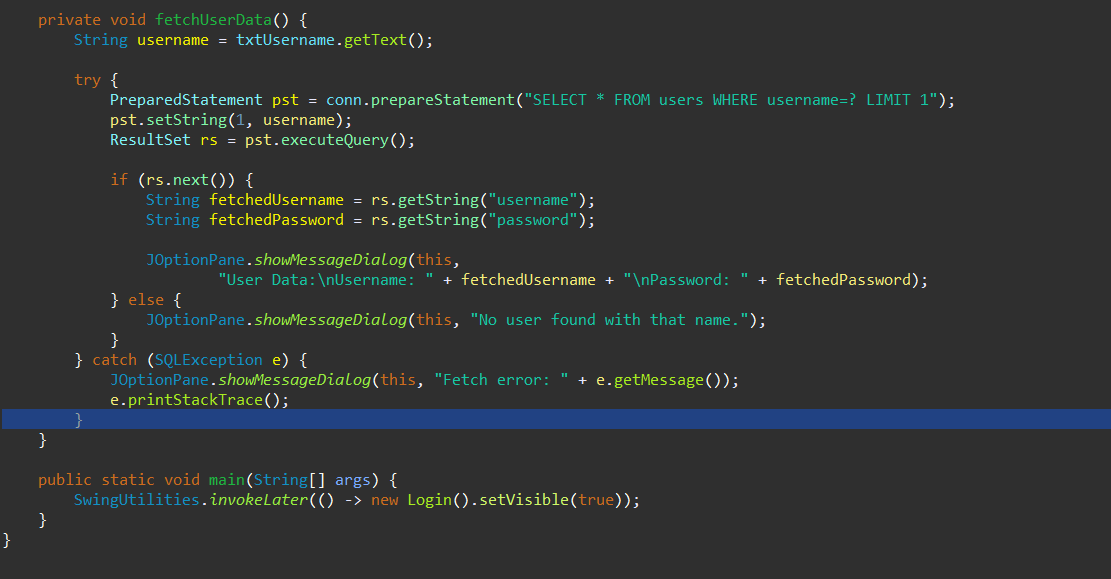 private void fetchUserData() {
        String username = txtUsername.getText();

        try {
            PreparedStatement pst = conn.prepareStatement("SELECT * FROM users WHERE username=? LIMIT 1");
            pst.setString(1, username);
            ResultSet rs = pst.executeQuery();

            if (rs.next()) {
                String fetchedUsername = rs.getString("username");
                String fetchedPassword = rs.getString("password");

                JOptionPane.showMessageDialog(this,
                        "User Data:\nUsername: " + fetchedUsername + "\nPassword: " + fetchedPassword);
            } else {
                JOptionPane.showMessageDialog(this, "No user found with that name.");
            }
        } catch (SQLException e) {
            JOptionPane.showMessageDialog(this, "Fetch error: " + e.getMessage());
            e.printStackTrace();
        }
    }

    public static void main(String[] args) {
        SwingUtilities.invokeLater(() -> new Login().setVisible(true));
    }
}